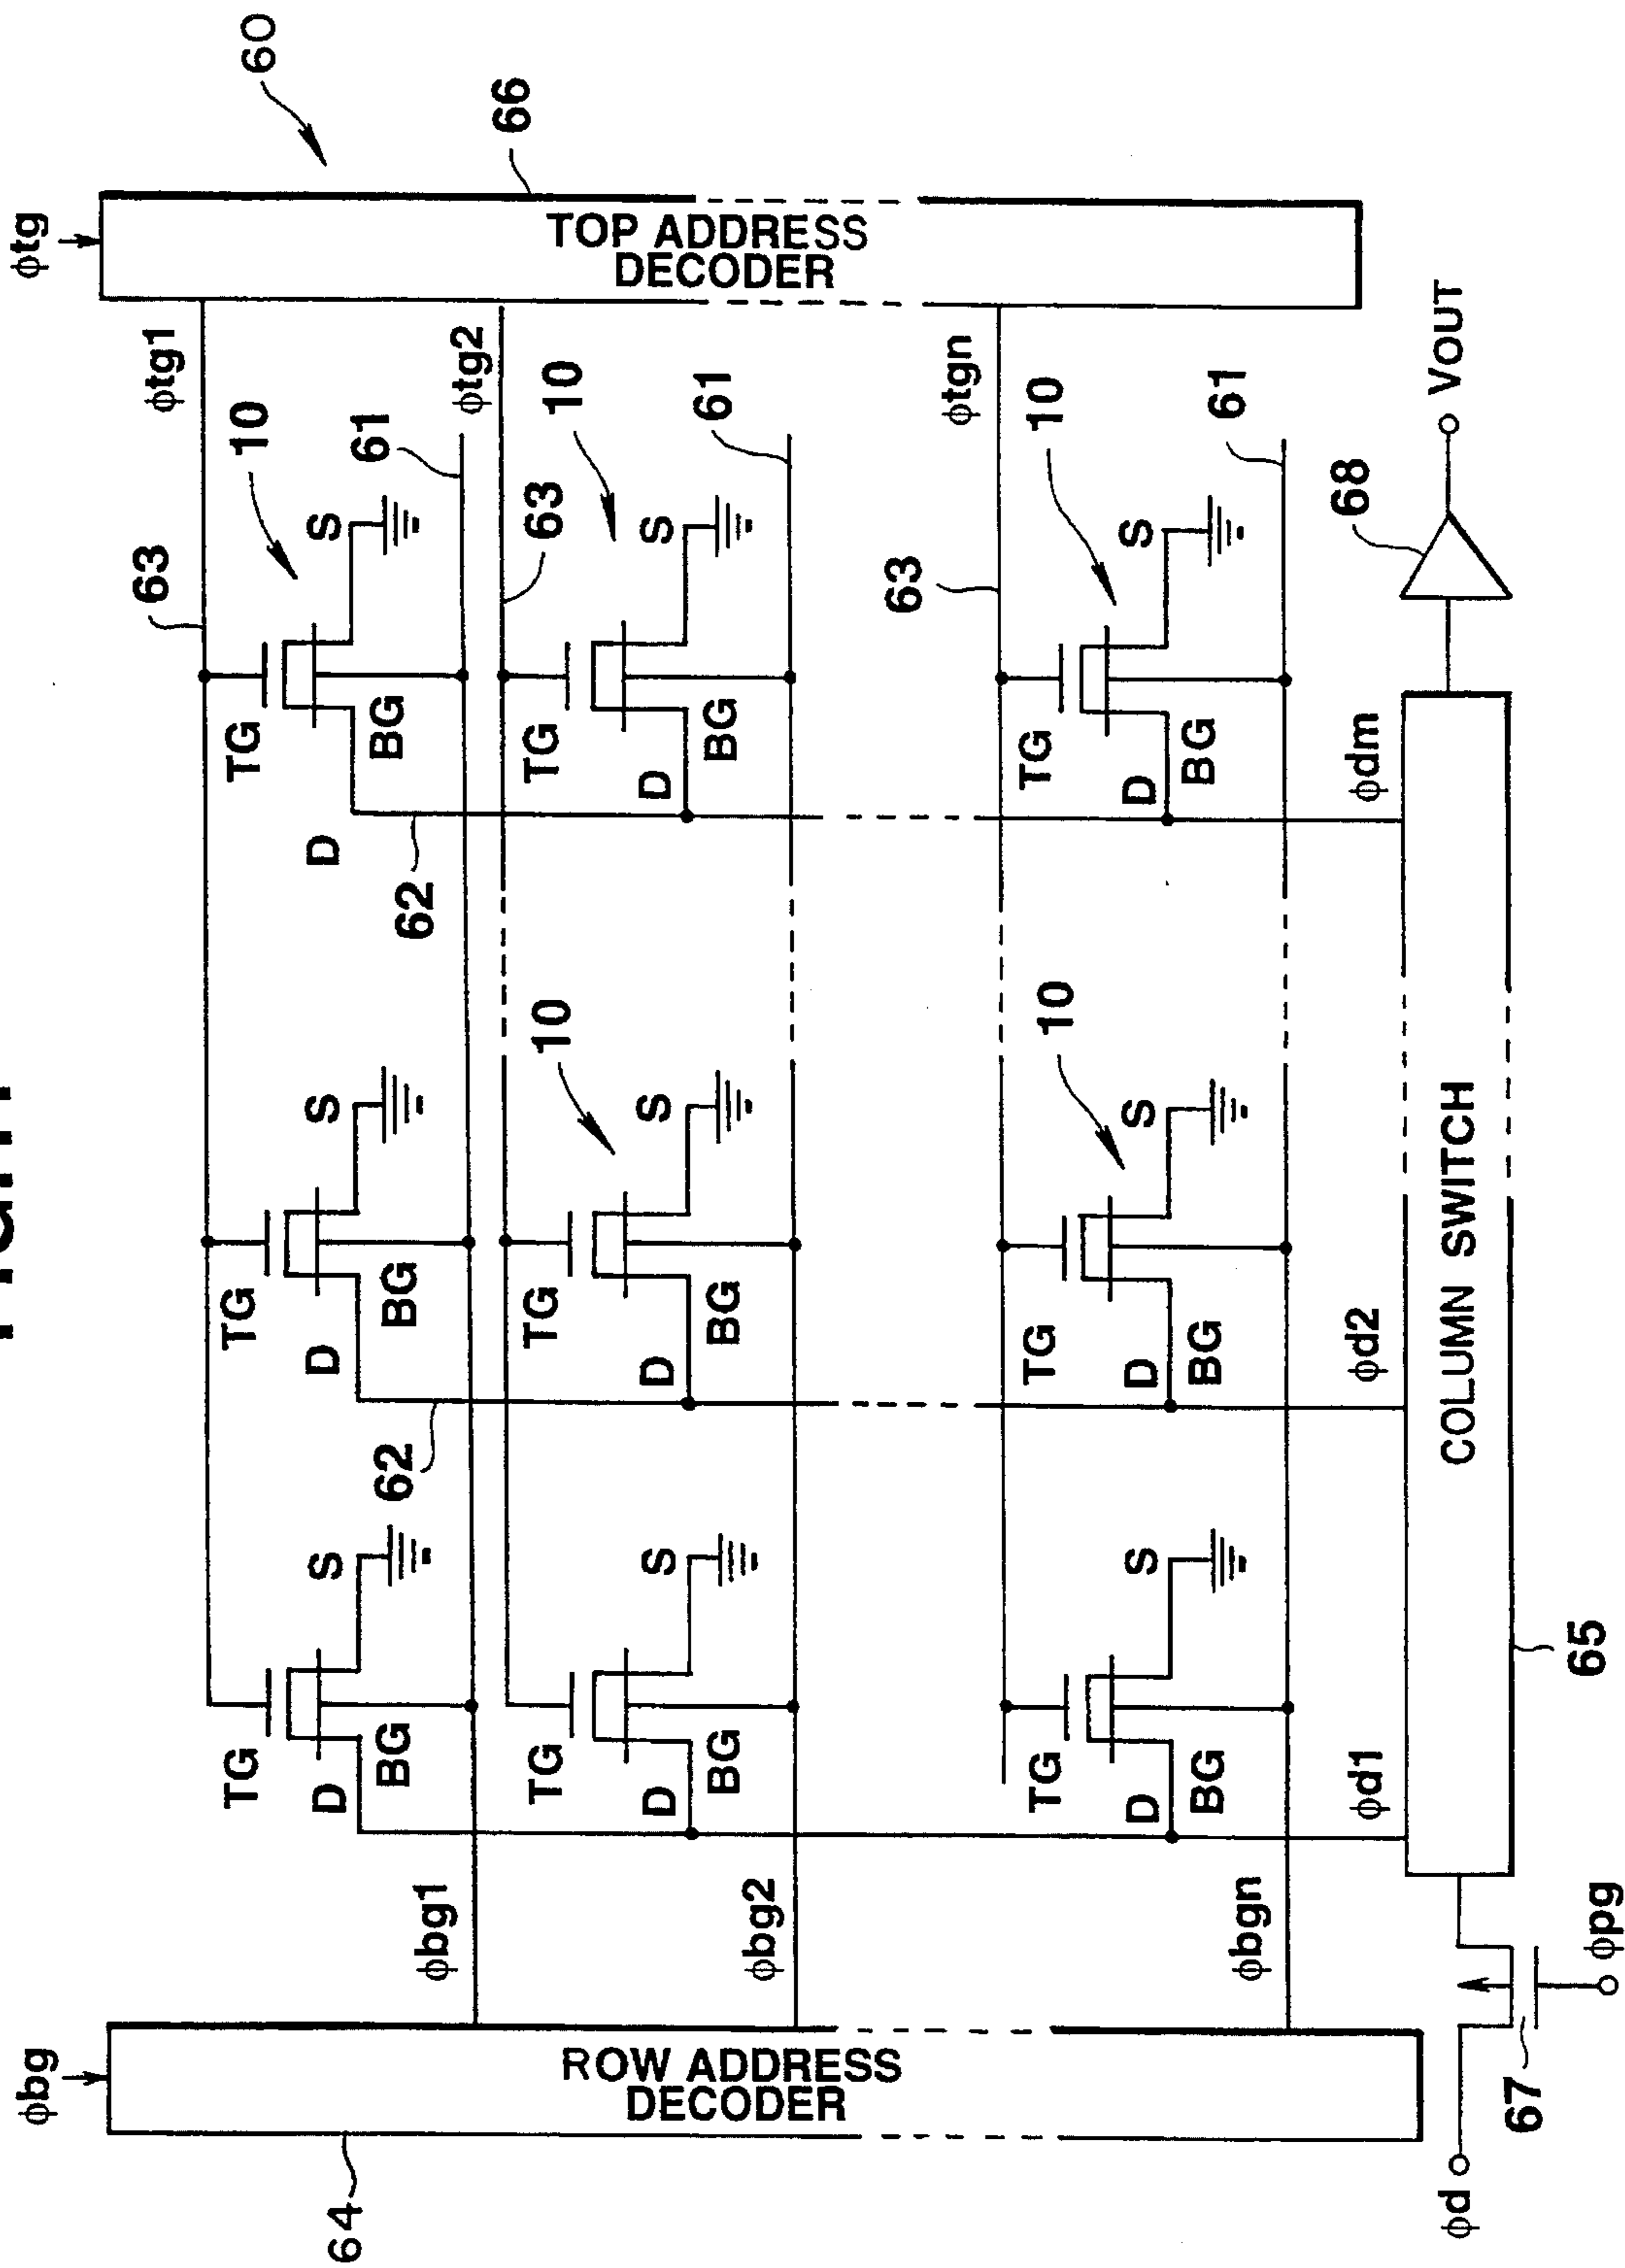 φbg
φtg
60
63
φtg1
TG
TG
TG
10
64
D
S
D
S
D
S
61
BG
62
BG
62
BG
φbg1
φtg2
66
TG
TG
10
TG
63
10
ROW ADDRESS
DECODER
TOP ADDRESS
DECODER
D
S
D
S
D
S
BG
BG
BG
61
φbg2
63
φtgn
TG
TG
10
TG
10
D
S
D
S
D
S
BG
BG
BG
61
φbgn
φd1
φd2
φdm
68
φd
COLUMN SWITCH
VOUT
67
65
φpg